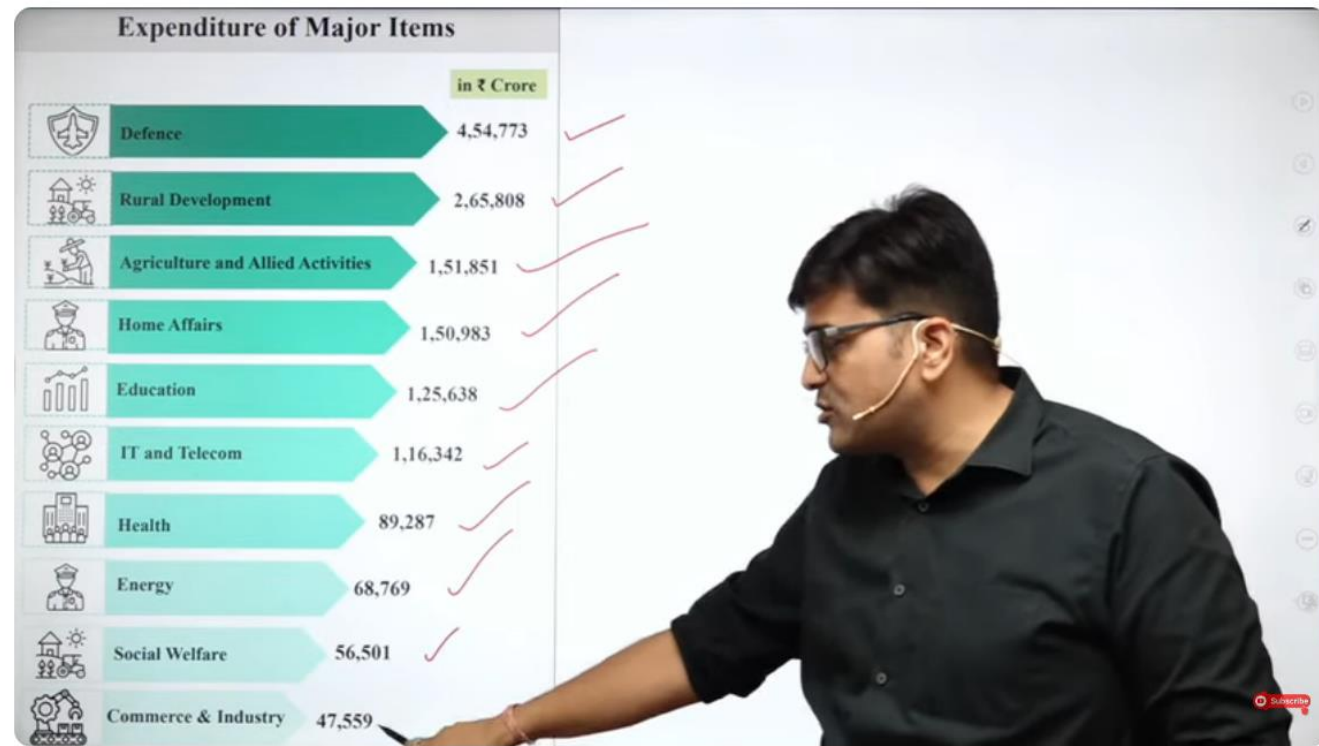 Expenditure of Major Items
in ₹ Crore
Defence 4,54,773
Rural Development 2,65,808
Agriculture and Allied Activities 1,51,851
Home Affairs 1,50,983
Education 1,25,638
IT and Telecom 1,16,342
Health 89,287
Energy 68,769
Social Welfare 56,501
Commerce & Industry 47,559
Subscribe